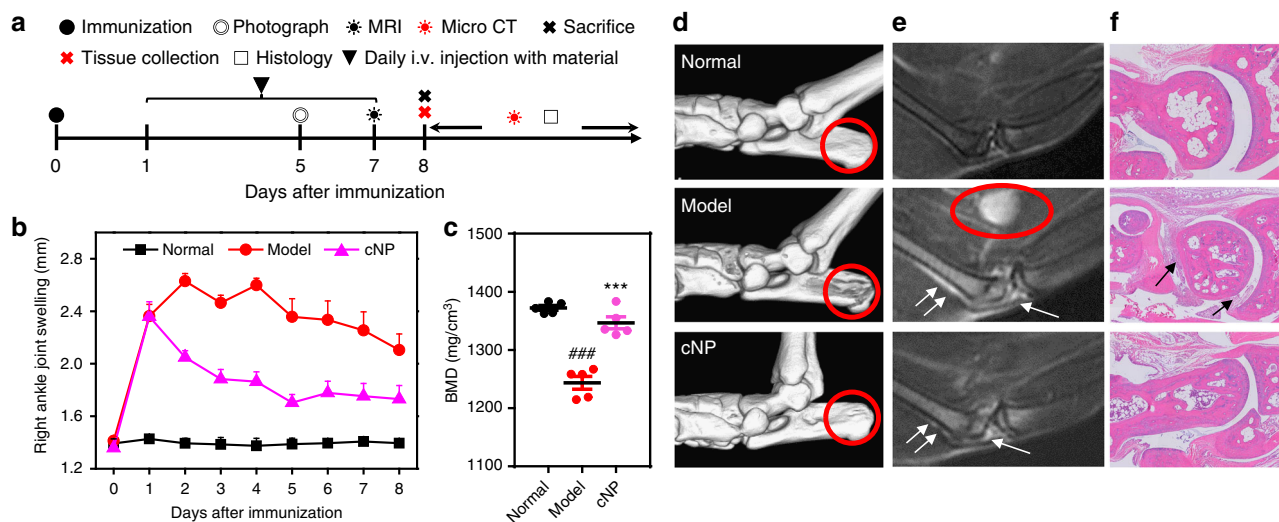 a
Immunization Photograph MRI Micro CT Sacrifice
Tissue collection Histology Daily i.v. injection with material
0 1 5 7 8
Days after immunization
b
Normal Model cNP
Right ankle joint swelling (mm)
2.8
2.4
2.0
1.6
1.2
0 1 2 3 4 5 6 7 8
Days after immunization
c
BMD (mg/cm³)
1500
1400
1300
1200
1100
***
###
Normal Model cNP
d
Normal
Model
cNP
e
f